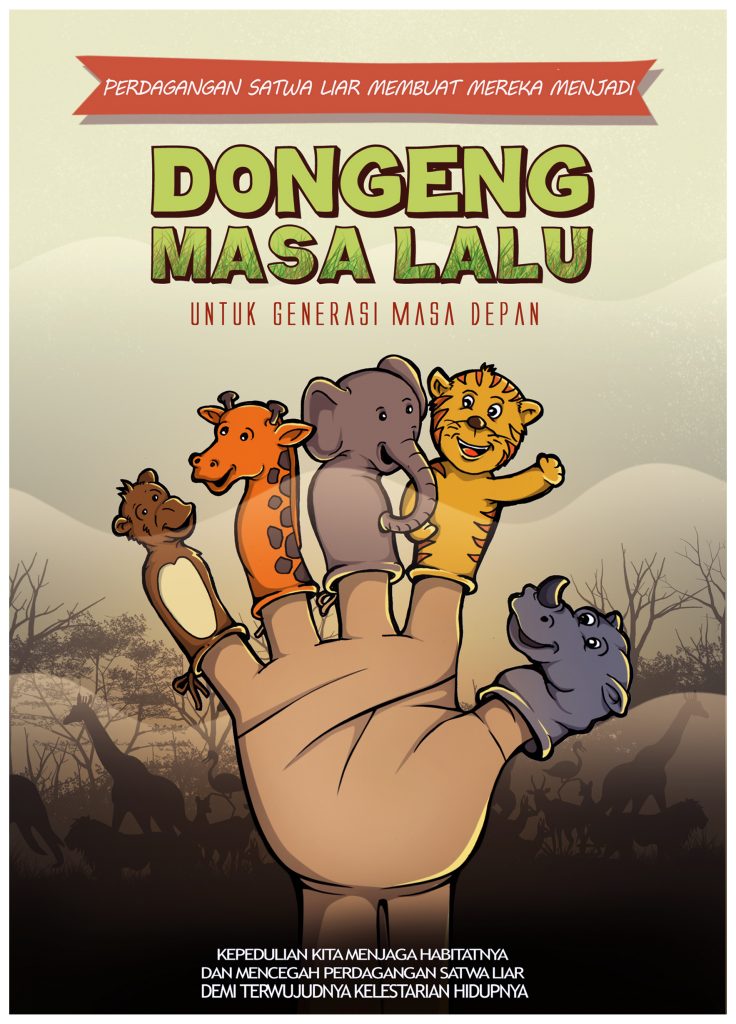 PERDAGANGAN SATWA LIAR MEMBUAT MEREKA MENJADI
DONGENG
MASA LALU
UNTUK GENERASI MASA DEPAN
KEPEDULIAN KITA MENJAGA HABITATNYA
DAN MENCEGAH PERDAGANGAN SATWA LIAR
DEMI TERWUJUDNYA KELESTARIAN HIDUPNYA